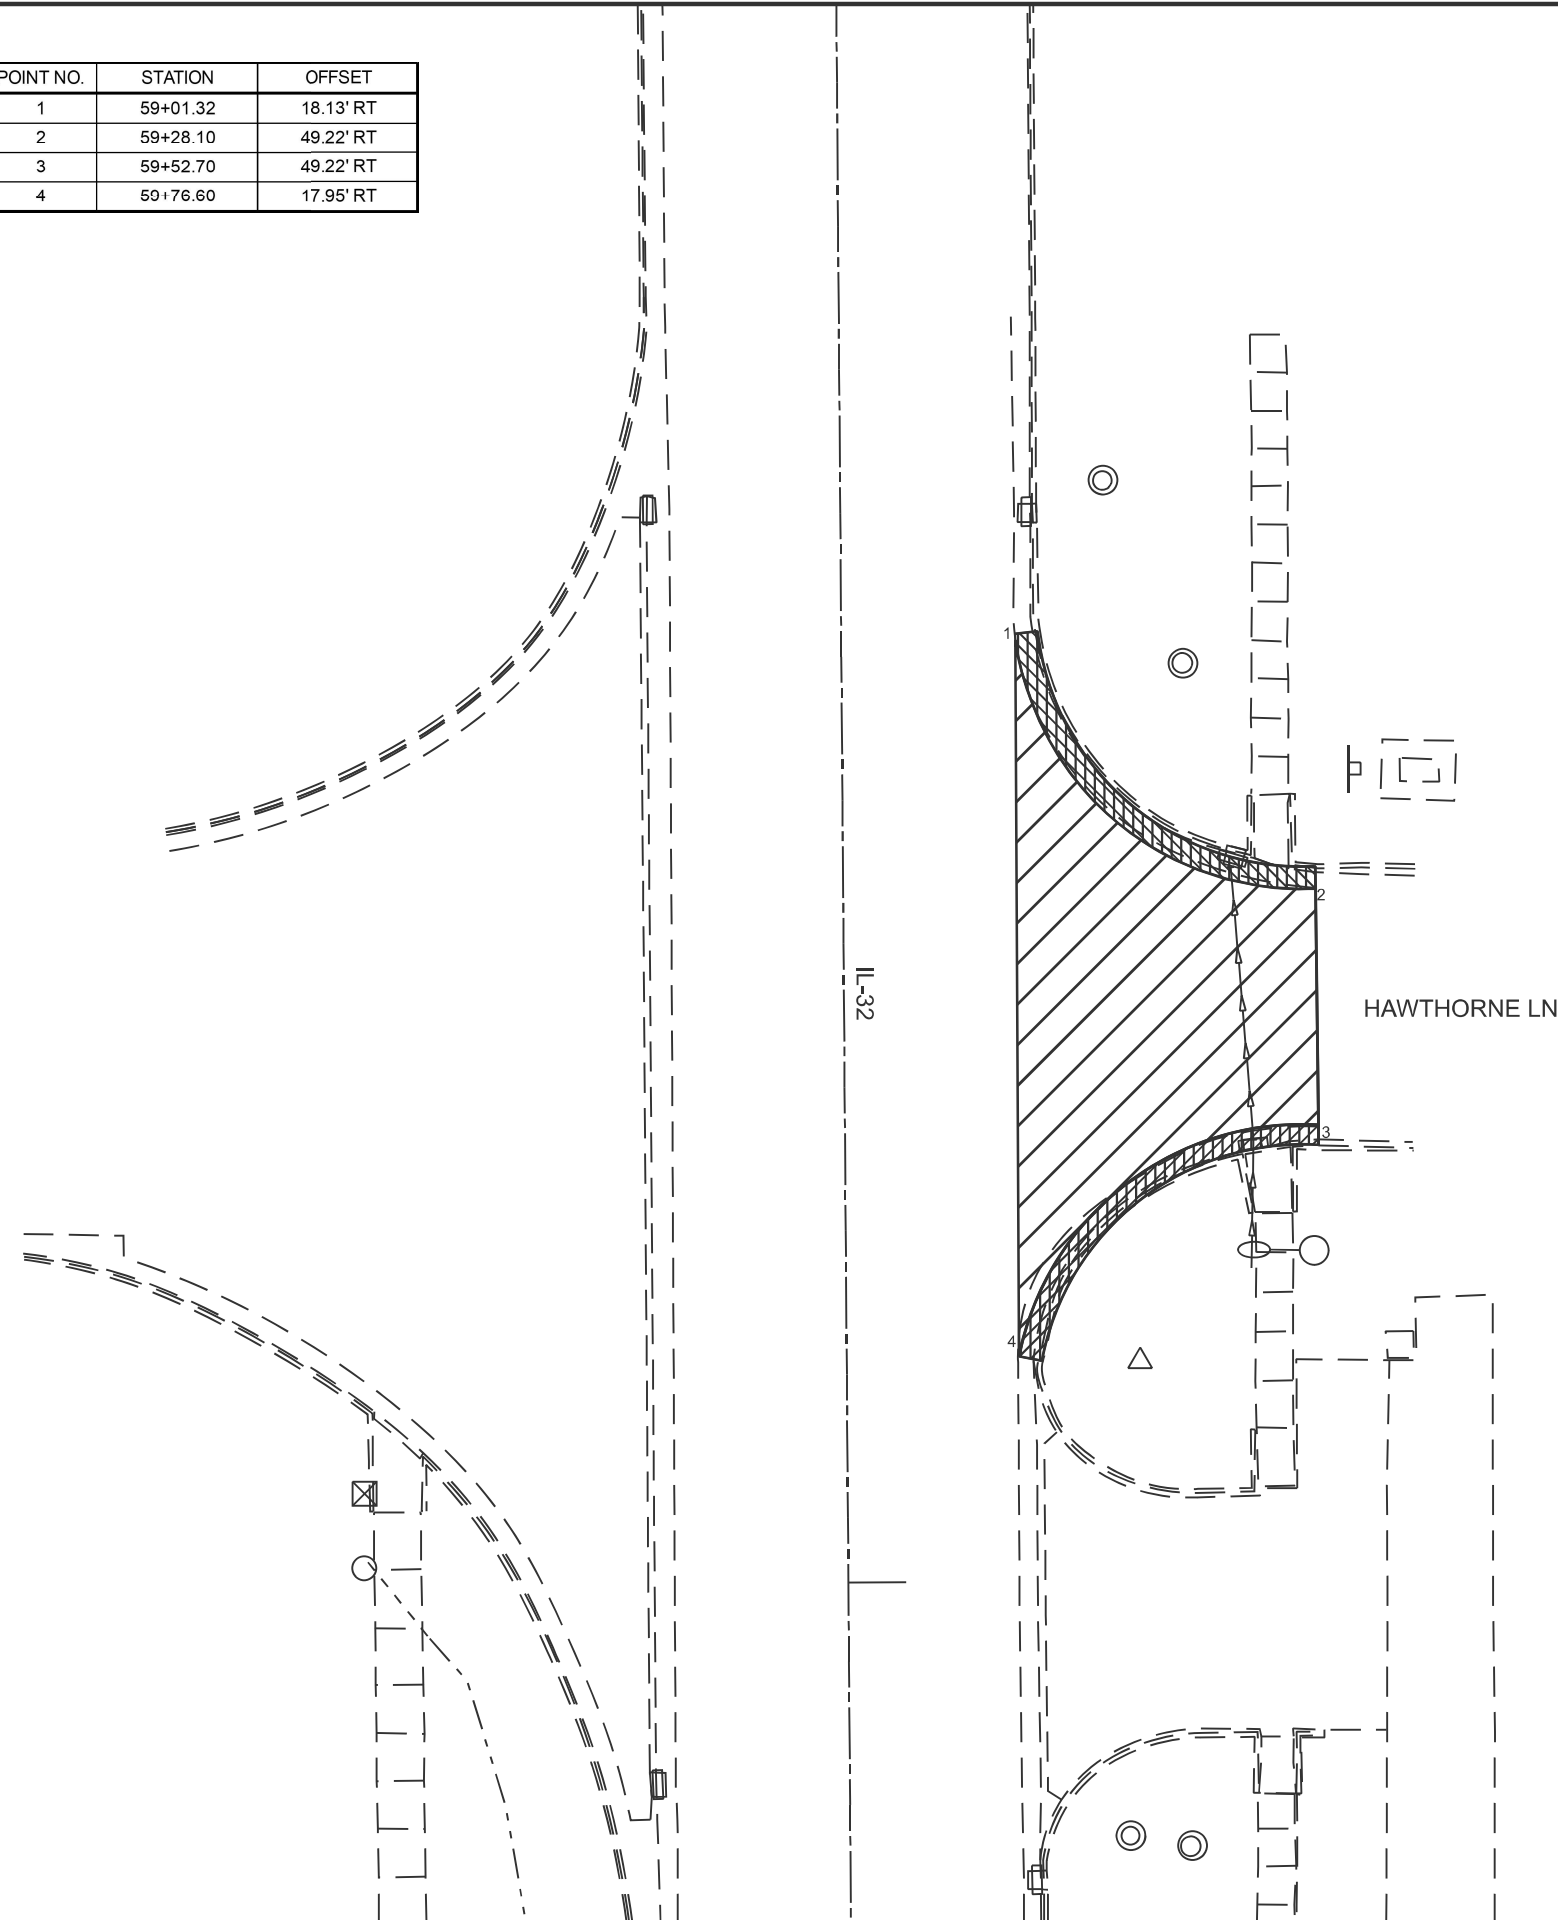 POINT NO. STATION OFFSET
1 59+01.32 18.13' RT
2 59+28.10 49.22' RT
3 59+52.70 49.22' RT
4 59+76.60 17.95' RT
1
2
IL-32
HAWTHORNE LN
3
4